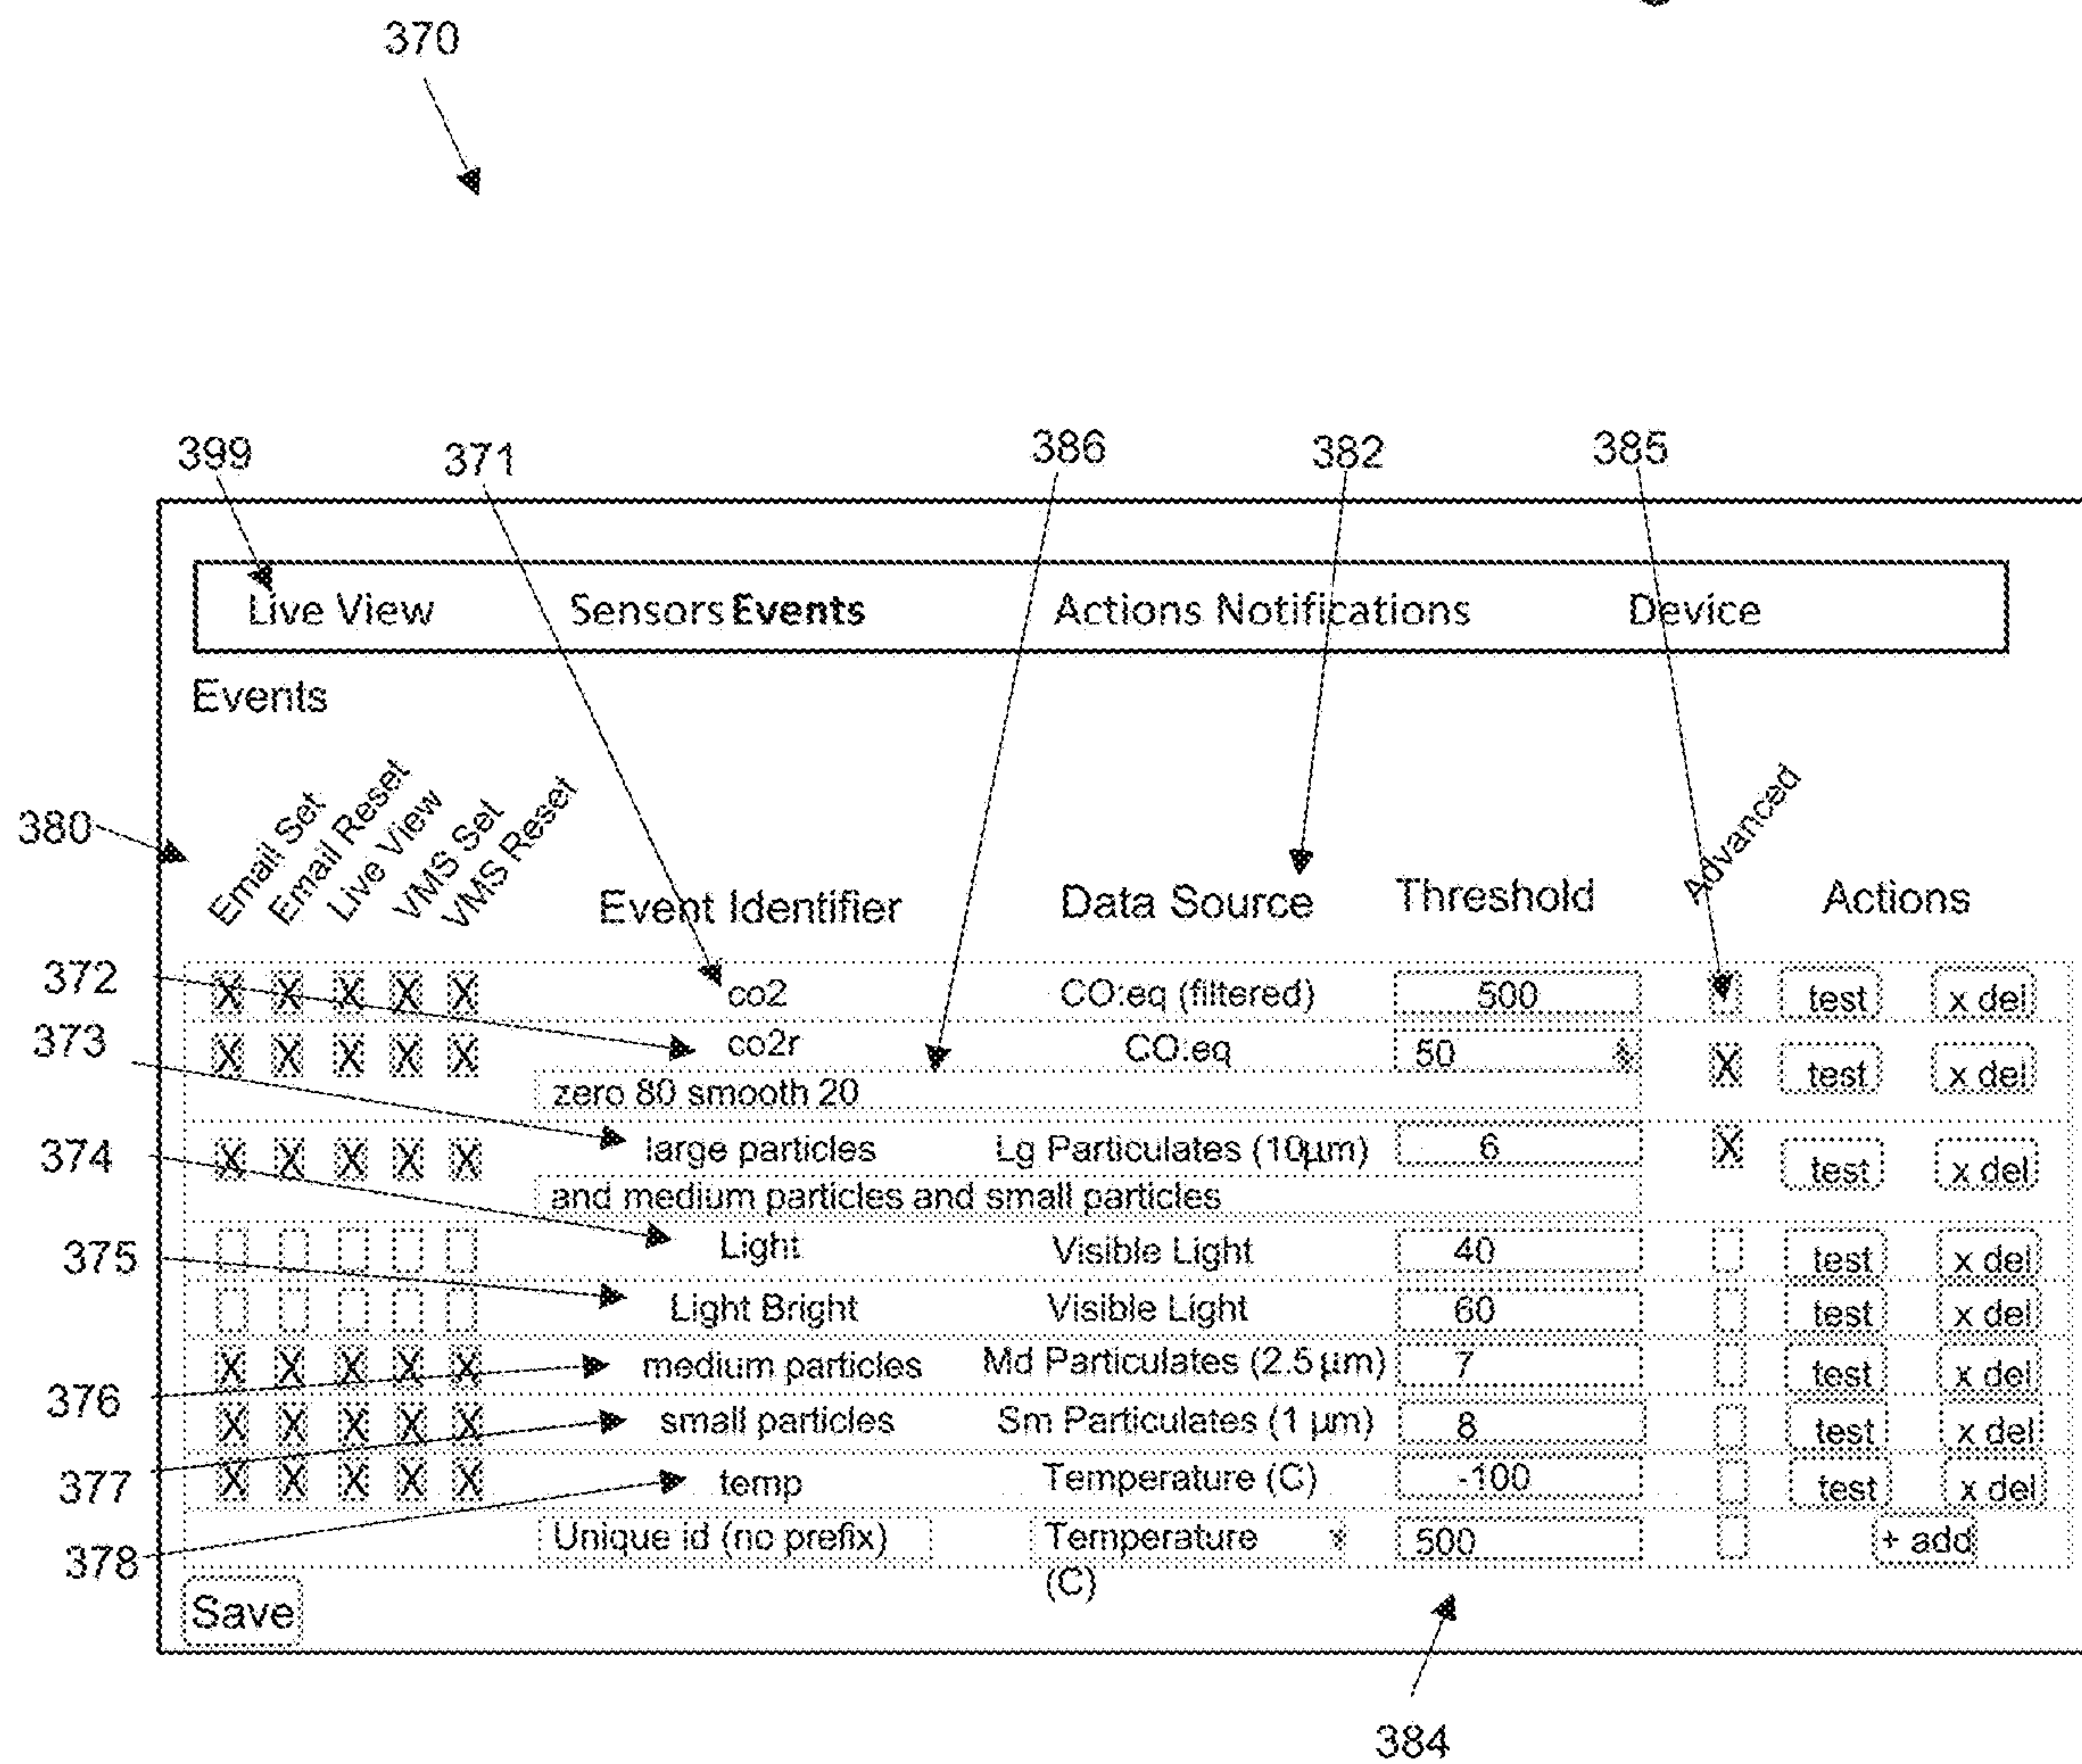 370
399 371 386 382 385
Live View Sensors Events Actions Notifications Device
Events
380
Email Set
Email Reset
Live View
VMS Set
VMS Reset
Event Identifier Data Source Threshold Advanced Actions
372 X X X X X co2 CO:eq (filtered) 500 test x del
373 X X X X X co2r CO:eq 50 X test x del
zero 80 smooth 20
374 X X X X X large particles Lg Particulates (10µm) 6 X test x del
and medium particles and small particles
375 Light Visible Light 40 test x del
Light Bright Visible Light 60 test x del
376 X X X X X medium particles Md Particulates (2.5 µm) 7 test x del
X X X X X small particles Sm Particulates (1 µm) 8 test x del
377 X X X X X temp Temperature (C) -100 test x del
378 Unique id (no prefix) Temperature (C) 500 + add
Save
384